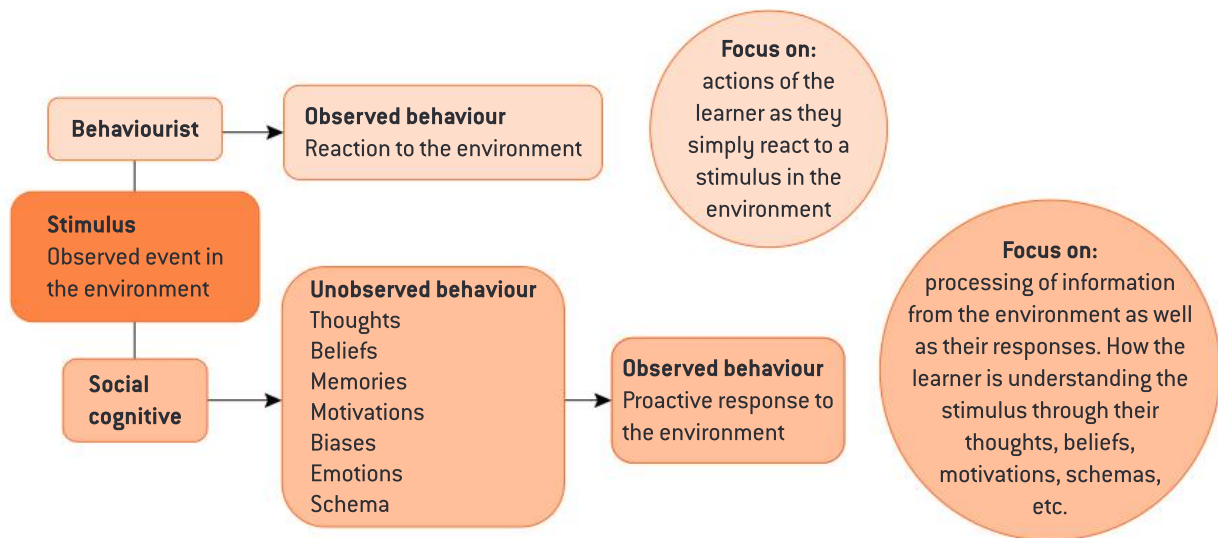 Behaviourist
Observed behaviour
Reaction to the environment
Focus on:
actions of the
learner as they
simply react to a
stimulus in the
environment
Stimulus
Observed event in
the environment
Social
cognitive
Unobserved behaviour
Thoughts
Beliefs
Memories
Motivations
Biases
Emotions
Schema
Observed behaviour
Proactive response to
the environment
Focus on:
processing of information
from the environment as well
as their responses. How the
learner is understanding the
stimulus through their
thoughts, beliefs,
motivations, schemas,
etc.